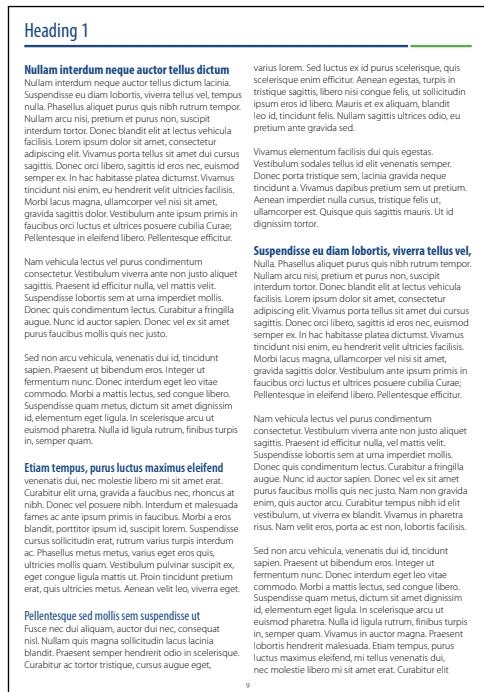 Heading 1
Nullam interdum neque auctor tellus dictum
Nullam interdum neque auctor tellus dictum lacinia.
Suspendisse eu diam lobortis, viverra tellus vel, tempus
nulla. Phasellus aliquet purus quis nibh rutrum tempor.
Nullam arcu nisi, pretium et purus non, suscipit
interdum tortor. Donec blandit elit at lectus vehicula
facilisis. Lorem ipsum dolor sit amet, consectetur
adipiscing elit. Vivamus porta tellus sit amet dui cursus
sagittis. Donec orci libero, sagittis id eros nec, euismod
semper ex. In hac habitasse platea dictumst. Vivamus
tincidunt nisi enim, eu hendrerit velit ultricies facilisis.
Morbi lacus magna, ullamcorper vel nisi sit amet,
gravida sagittis dolor. Vestibulum ante ipsum primis in
faucibus orci luctus et ultrices posuere cubilia Curae;
Pellentesque in eleifend libero. Pellentesque efficitur.
Nam vehicula lectus vel purus condimentum
consectetur. Vestibulum viverra ante non justo aliquet
sagittis. Praesent id efficitur nulla, vel mattis velit.
Suspendisse lobortis sem at urna imperdiet mollis.
Donec quis condimentum lectus. Curabitur a fringilla
augue. Nunc id auctor sapien. Donec vel ex sit amet
purus faucibus mollis quis nec justo.
Sed non arcu vehicula, venenatis dui id, tincidunt
sapien. Praesent ut bibendum eros. Integer ut
fermentum nunc. Donec interdum eget leo vitae
commodo. Morbi a mattis lectus, sed congue libero.
Suspendisse quam metus, dictum sit amet dignissim
id, elementum eget ligula. In scelerisque arcu ut
euismod pharetra. Nulla id ligula rutrum, finibus turpis
in, semper quam.
Etiam tempus, purus luctus maximus eleifend
venenatis dui, nec molestie libero mi sit amet erat.
Curabitur elit urna, gravida a faucibus nec, rhoncus at
nibh. Donec vel posuere nibh. Interdum et malesuada
fames ac ante ipsum primis in faucibus. Morbi a eros
blandit, porttitor ipsum id, suscipit lorem. Suspendisse
cursus sollicitudin erat, rutrum varius turpis interdum
ac. Phasellus metus metus, varius eget eros quis,
ultricies mollis quam. Vestibulum pulvinar suscipit ex,
eget congue ligula mattis ut. Proin tincidunt pretium
erat, quis ultricies metus. Aenean velit leo, viverra eget.
Pellentesque sed mollis sem suspendisse ut
Fusce nec dui aliquam, auctor dui nec, consequat
nisl. Nullam quis magna sollicitudin lacus lacinia
blandit. Praesent semper hendrerit odio in scelerisque.
Curabitur ac tortor tristique, cursus augue eget,
varius lorem. Sed luctus ex id purus scelerisque, quis
scelerisque enim efficitur. Aenean egestas, turpis in
tristique sagittis, libero nisi congue felis, ut sollicitudin
ipsum eros id libero. Mauris et ex aliquam, blandit
leo id, tincidunt felis. Nullam sagittis ultrices odio, eu
pretium ante gravida sed.
Vivamus elementum facilisis dui quis egestas.
Vestibulum sodales tellus id elit venenatis semper.
Donec porta tristique sem, lacinia gravida neque
tincidunt a. Vivamus dapibus pretium sem ut pretium.
Aenean imperdiet nulla cursus, tristique felis ut,
ullamcorper est. Quisque quis sagittis mauris. Ut id
dignissim tortor.
Suspendisse eu diam lobortis, viverra tellus vel,
Nulla. Phasellus aliquet purus quis nibh rutrum tempor.
Nullam arcu nisi, pretium et purus non, suscipit
interdum tortor. Donec blandit elit at lectus vehicula
facilisis. Lorem ipsum dolor sit amet, consectetur
adipiscing elit. Vivamus porta tellus sit amet dui cursus
sagittis. Donec orci libero, sagittis id eros nec, euismod
semper ex. In hac habitasse platea dictumst. Vivamus
tincidunt nisi enim, eu hendrerit velit ultricies facilisis.
Morbi lacus magna, ullamcorper vel nisi sit amet,
gravida sagittis dolor. Vestibulum ante ipsum primis in
faucibus orci luctus et ultrices posuere cubilia Curae;
Pellentesque in eleifend libero. Pellentesque efficitur.
Nam vehicula lectus vel purus condimentum
consectetur. Vestibulum viverra ante non justo aliquet
sagittis. Praesent id efficitur nulla, vel mattis velit.
Suspendisse lobortis sem at urna imperdiet mollis.
Donec quis condimentum lectus. Curabitur a fringilla
augue. Nunc id auctor sapien. Donec vel ex sit amet
purus faucibus mollis quis nec justo. Nam non gravida
enim, quis auctor arcu. Curabitur tempus nibh id elit
vestibulum, ut viverra ex blandit. Vivamus in pharetra
risus. Nam velit eros, porta ac est non, lobortis facilisis.
Sed non arcu vehicula, venenatis dui id, tincidunt
sapien. Praesent ut bibendum eros. Integer ut
fermentum nunc. Donec interdum eget leo vitae
commodo. Morbi a mattis lectus, sed congue libero.
Suspendisse quam metus, dictum sit amet dignissim
id, elementum eget ligula. In scelerisque arcu ut
euismod pharetra. Nulla id ligula rutrum, finibus turpis
in, semper quam. Vivamus in auctor magna. Praesent
lobortis hendrerit malesuada. Etiam tempus, purus
luctus maximus eleifend, mi tellus venenatis dui,
nec molestie libero mi sit amet erat. Curabitur elit
9